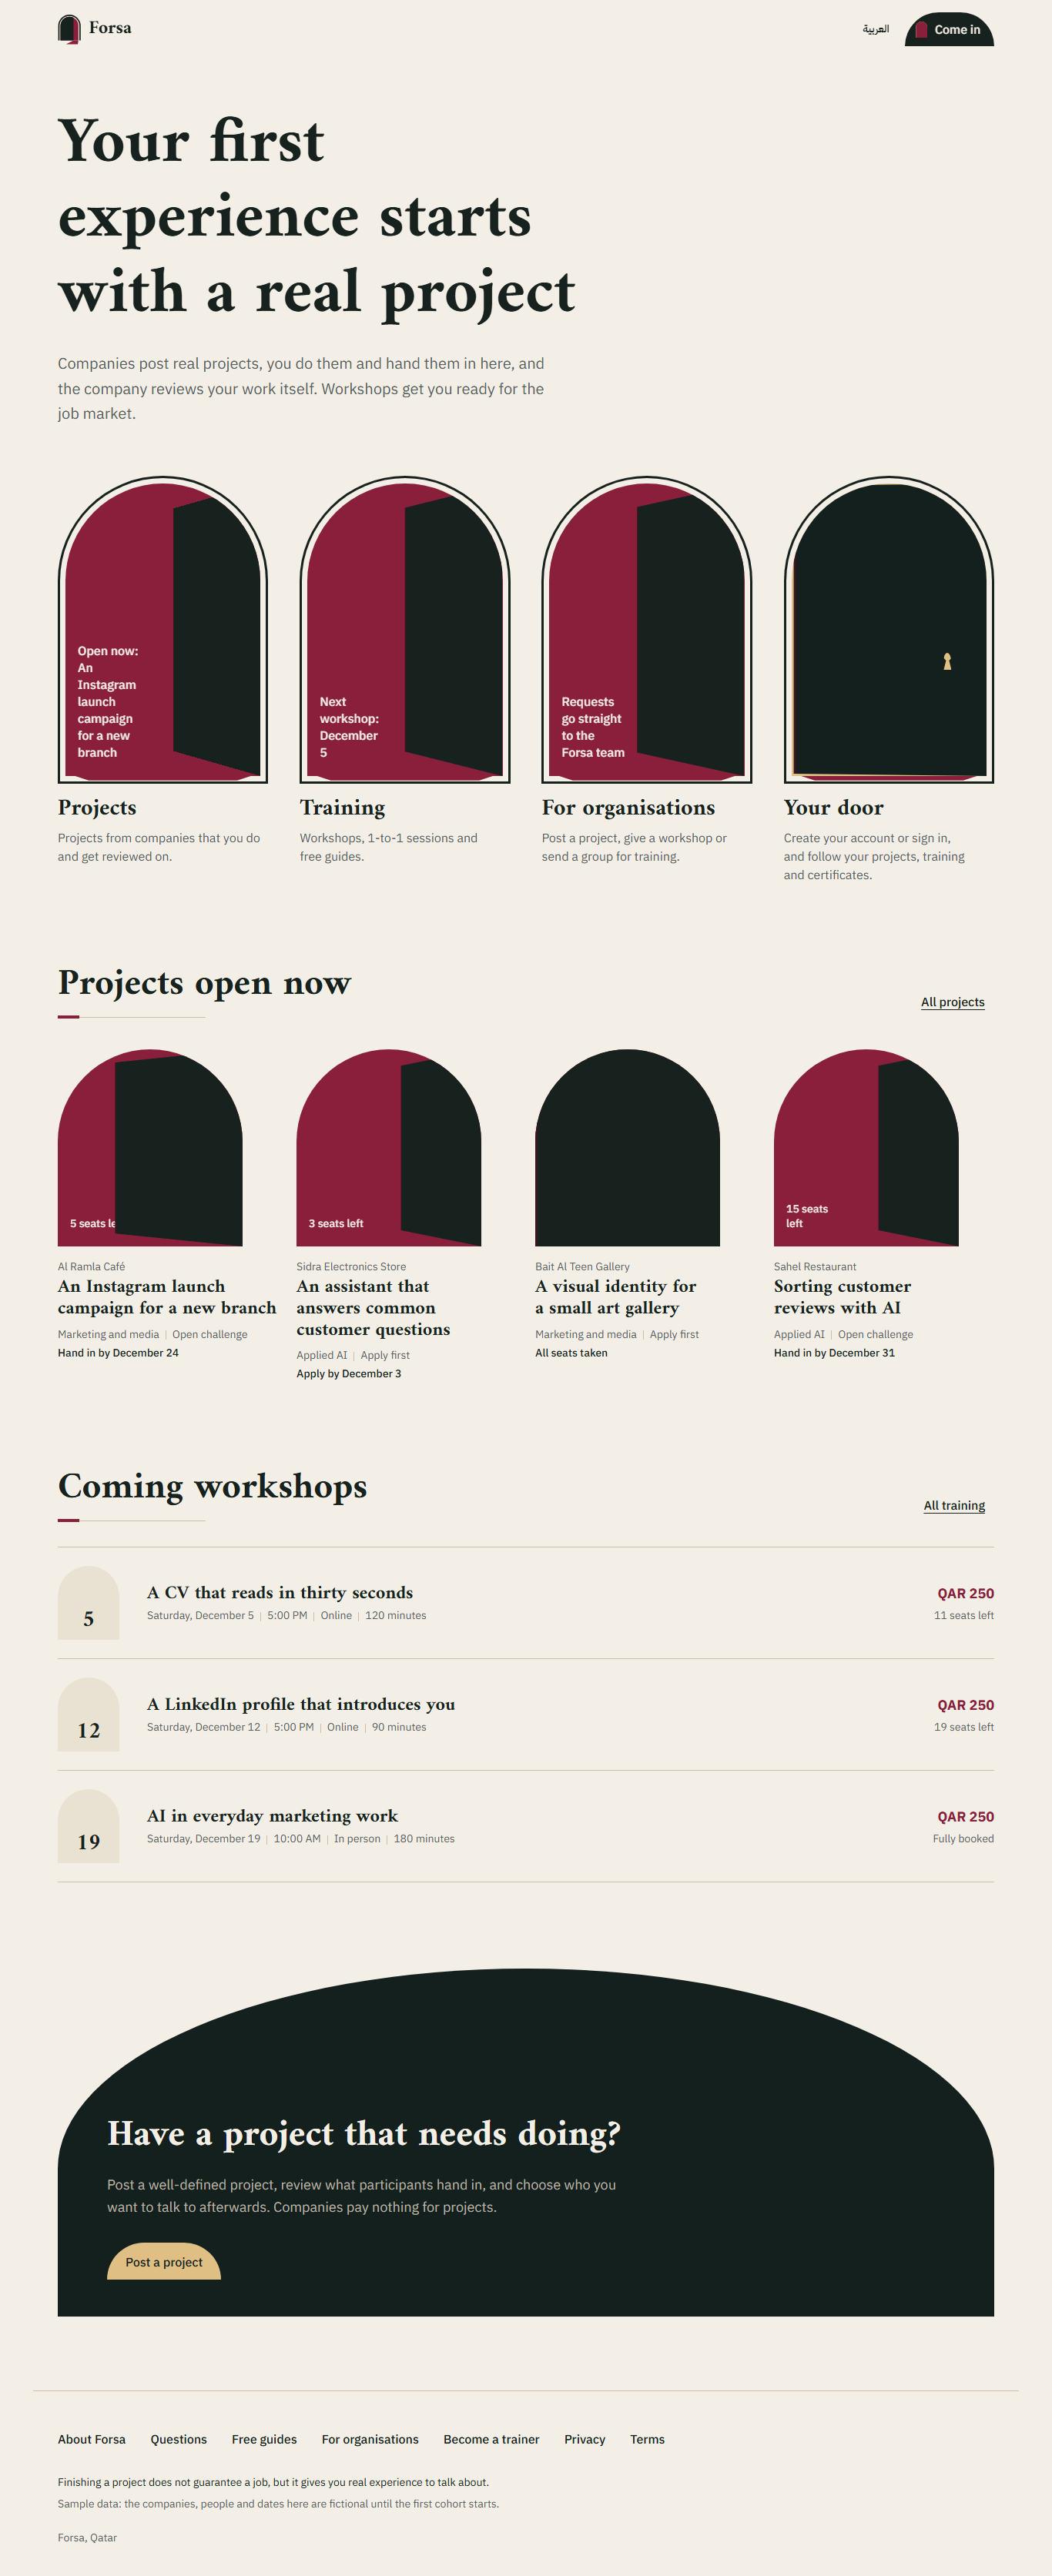 Forsa
العربية
Come in
Your first
experience starts
with a real project
Companies post real projects, you do them and hand them in here, and
the company reviews your work itself. Workshops get you ready for the
job market.
Open now:
An
Instagram
launch
campaign
for a new
branch
Next
workshop:
December
5
Requests
go straight
to the
Forsa team
Projects
Projects from companies that you do
and get reviewed on.
Training
Workshops, 1-to-1 sessions and
free guides.
For organisations
Post a project, give a workshop or
send a group for training.
Your door
Create your account or sign in,
and follow your projects, training
and certificates.
Projects open now
All projects
5 seats le
Al Ramla Café
An Instagram launch
campaign for a new branch
Marketing and media | Open challenge
Hand in by December 24
3 seats left
Sidra Electronics Store
An assistant that
answers common
customer questions
Applied AI | Apply first
Apply by December 3
Bait Al Teen Gallery
A visual identity for
a small art gallery
Marketing and media | Apply first
All seats taken
15 seats
left
Sahel Restaurant
Sorting customer
reviews with AI
Applied AI | Open challenge
Hand in by December 31
Coming workshops
All training
5
A CV that reads in thirty seconds
Saturday, December 5 | 5:00 PM | Online | 120 minutes
QAR 250
11 seats left
12
A LinkedIn profile that introduces you
Saturday, December 12 | 5:00 PM | Online | 90 minutes
QAR 250
19 seats left
19
AI in everyday marketing work
Saturday, December 19 | 10:00 AM | In person | 180 minutes
QAR 250
Fully booked
Have a project that needs doing?
Post a well-defined project, review what participants hand in, and choose who you
want to talk to afterwards. Companies pay nothing for projects.
Post a project
About Forsa Questions Free guides For organisations Become a trainer Privacy Terms
Finishing a project does not guarantee a job, but it gives you real experience to talk about.
Sample data: the companies, people and dates here are fictional until the first cohort starts.
Forsa, Qatar